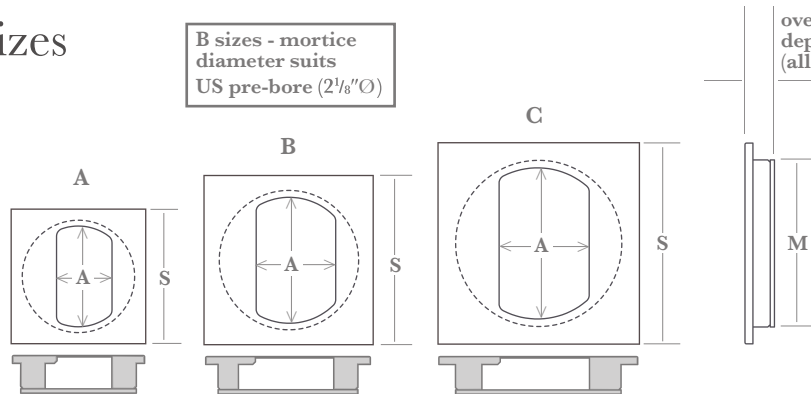 izes
B sizes - mortice
diameter suits
US pre-bore (2¹/₈″Ø)
ove
dep
(all
A
B
C
A
S
A
S
A
S
M